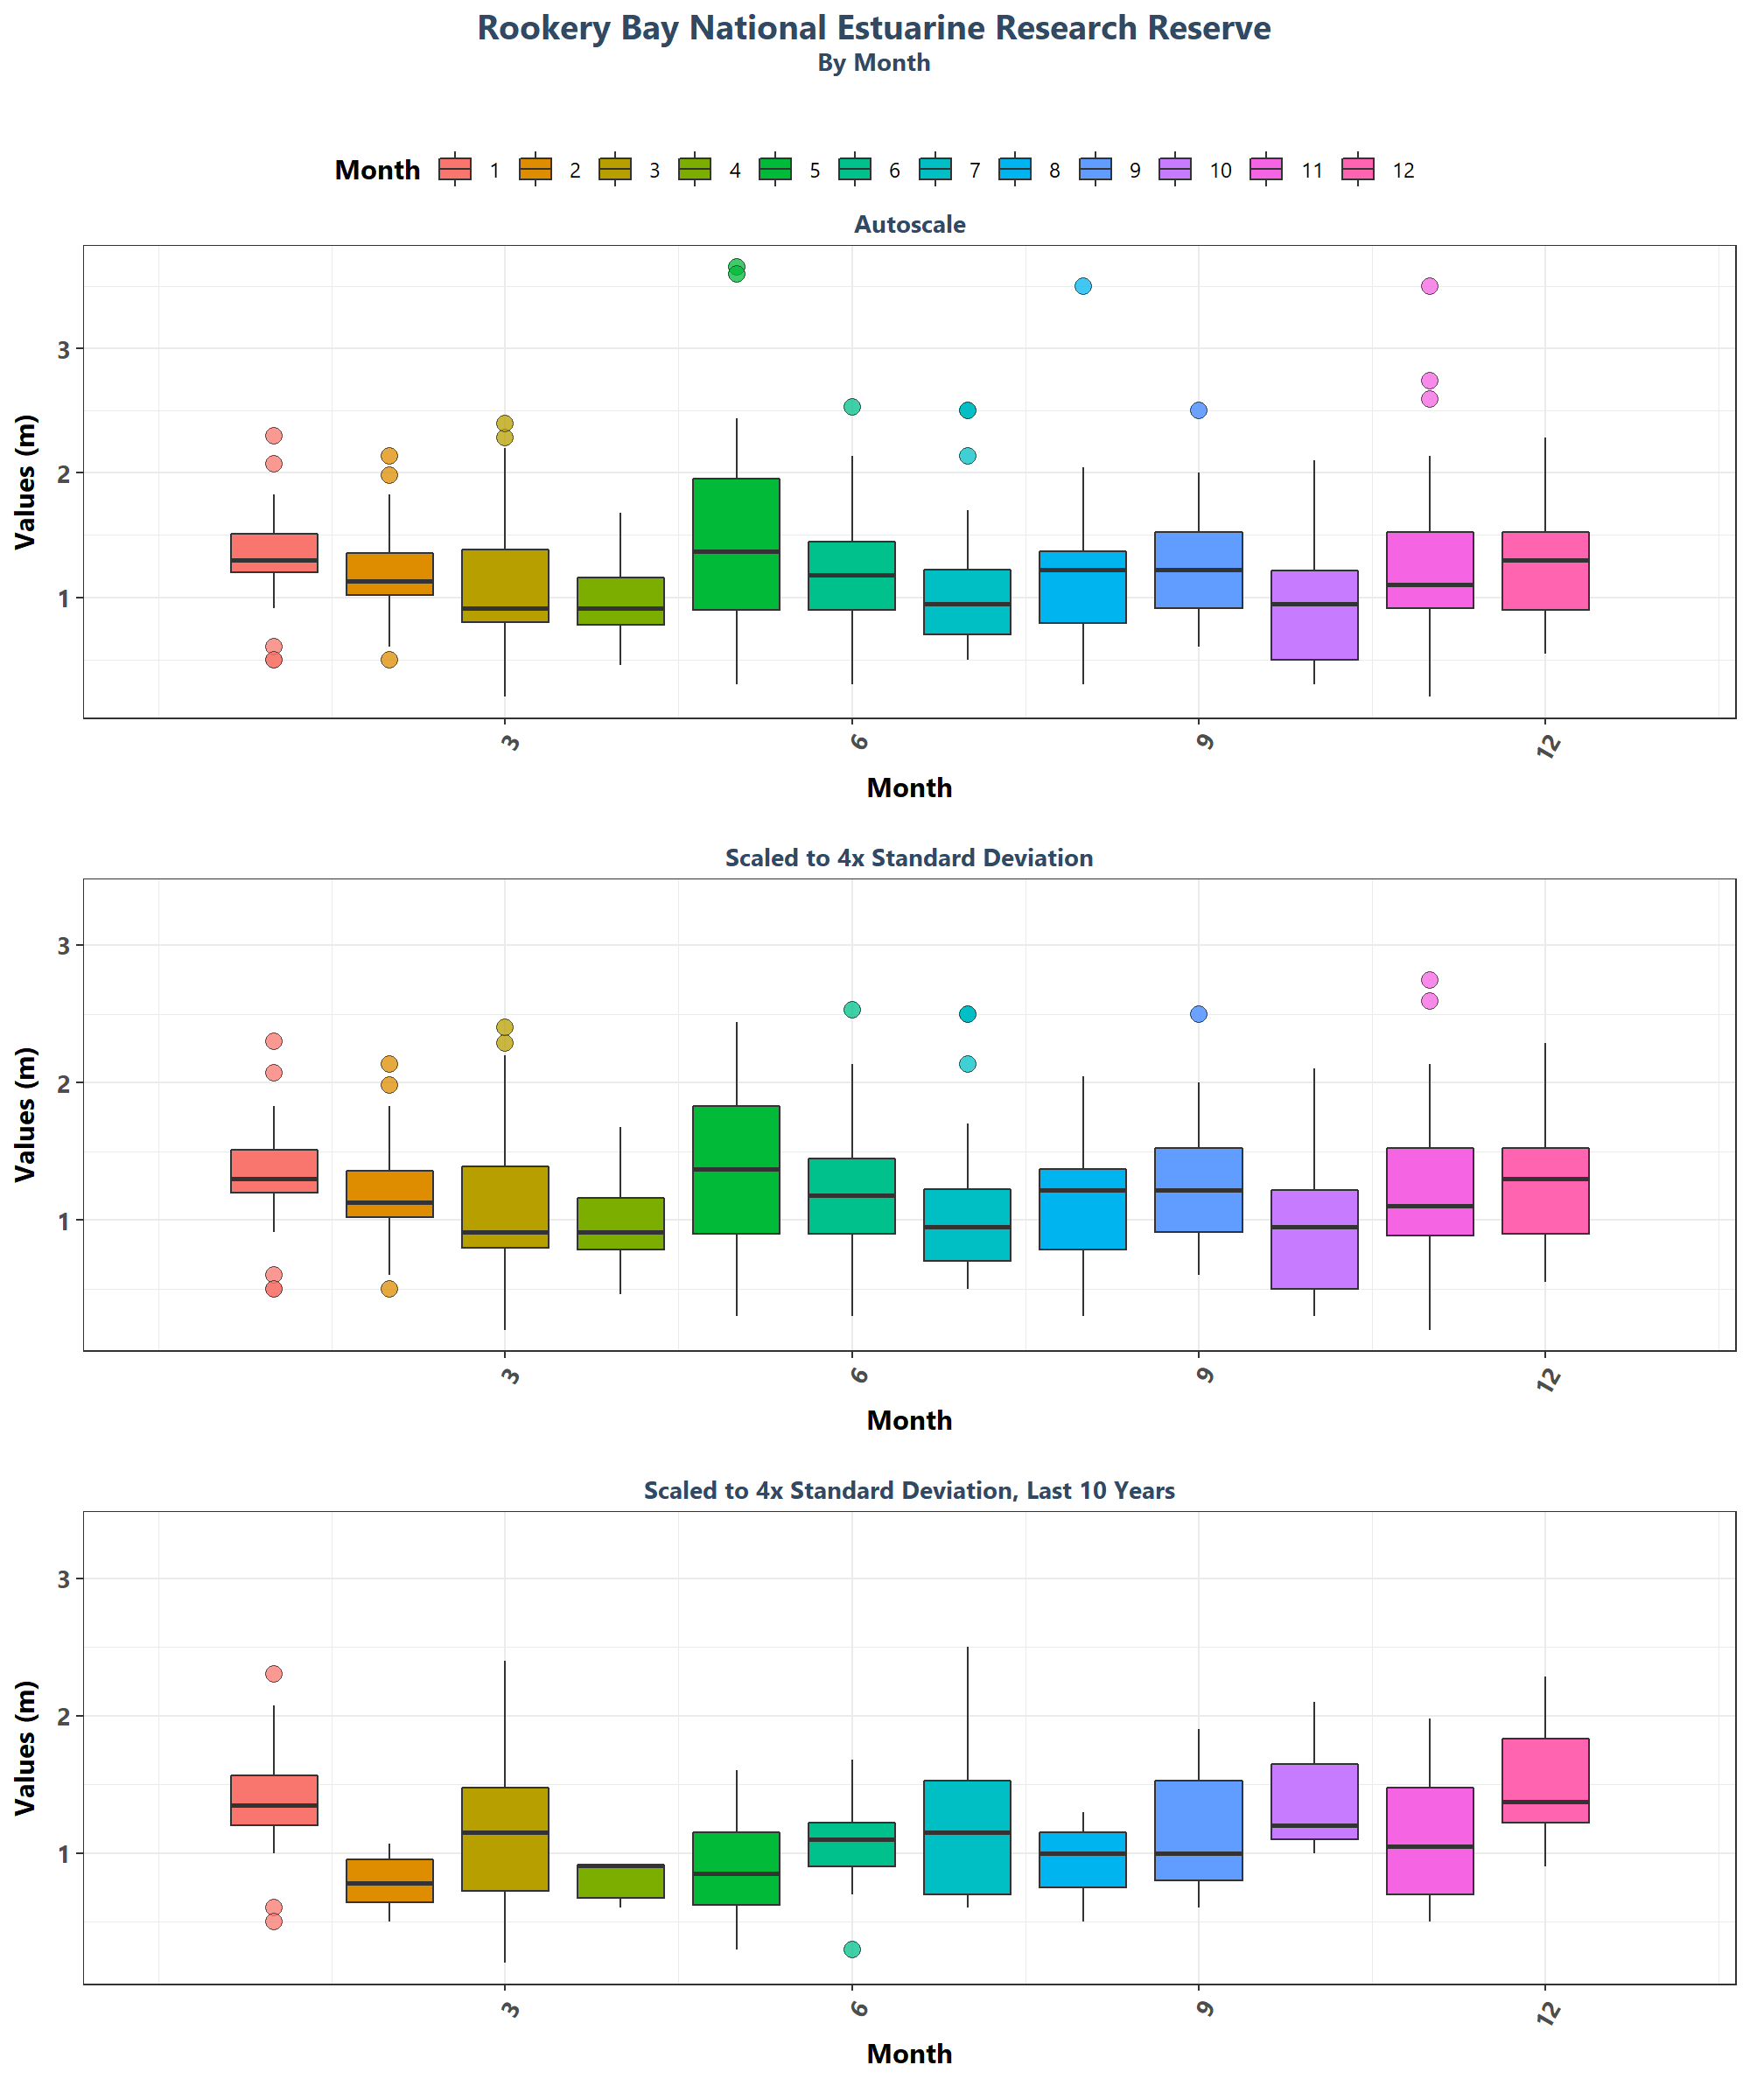 Rookery Bay National Estuarine Research Reserve
By Month
Month 1 2 3 4 5 6 7 8 9 10 11 12
Autoscale
Values (m)
3
2
1
3 6 9 12
Month
Scaled to 4x Standard Deviation
Values (m)
3
2
1
3 6 9 12
Month
Scaled to 4x Standard Deviation, Last 10 Years
Values (m)
3
2
1
3 6 9 12
Month